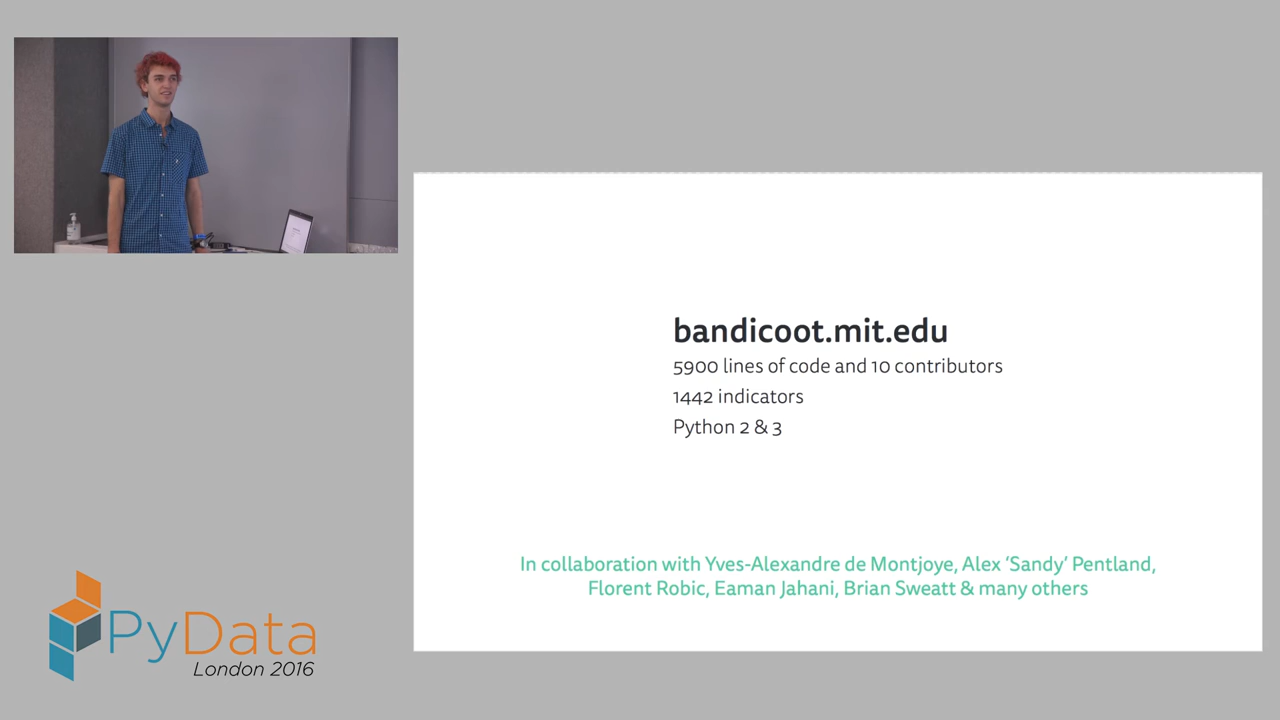 bandicoot.mit.edu
5900 lines of code and 10 contributors
1442 indicators
Python 2 & 3
In collaboration with Yves-Alexandre de Montjoye, Alex ‘Sandy’ Pentland,
Florent Robic, Eaman Jahani, Brian Sweatt & many others
PyData
London 2016